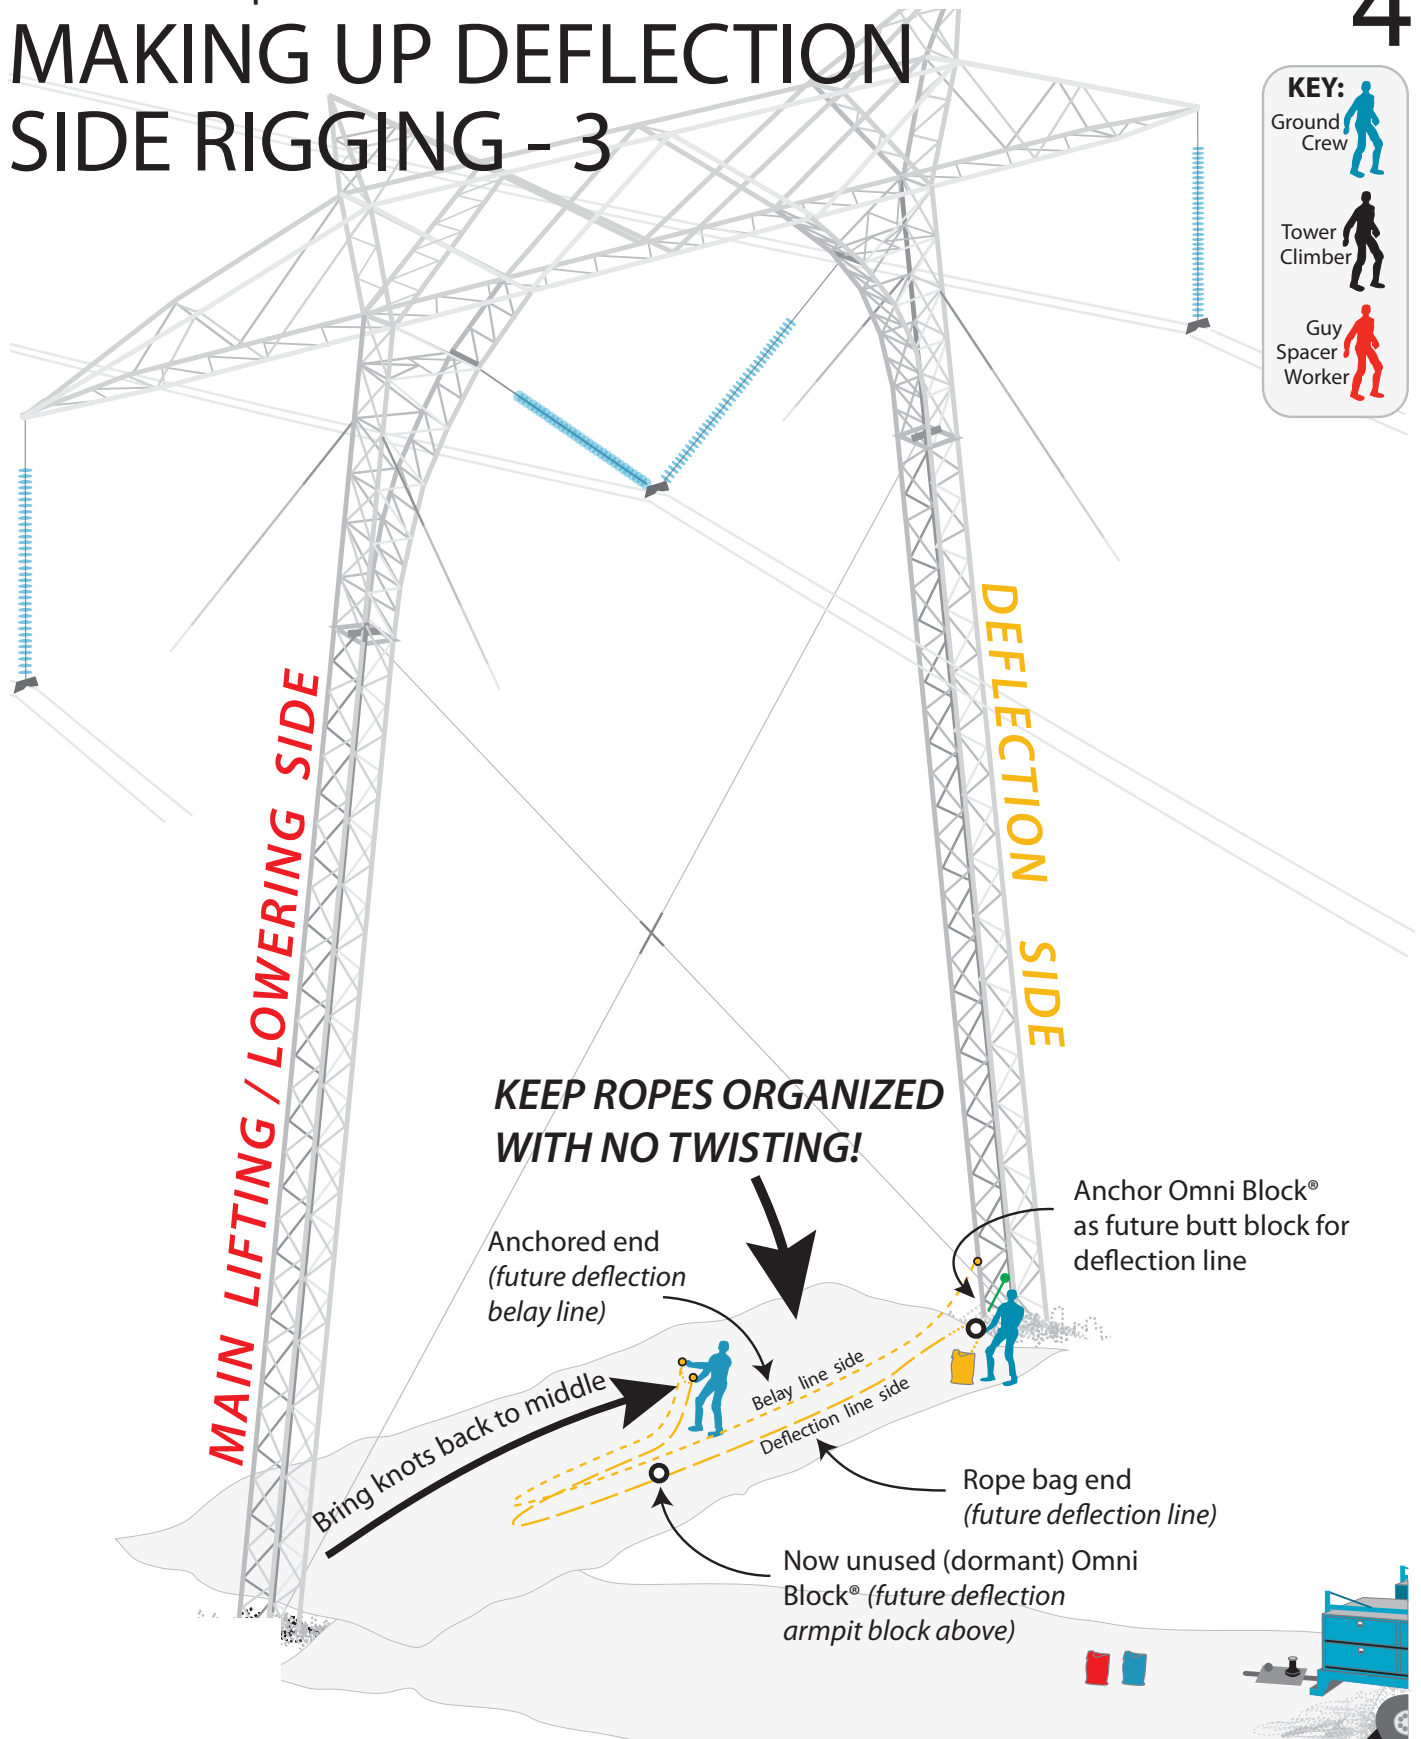 MAKING UP DEFLECTION
SIDE RIGGING - 3
4
KEY:
Ground
Crew
Tower
Climber
Guy
Spacer
Worker
MAIN LIFTING / LOWERING SIDE
DEFLECTION SIDE
KEEP ROPES ORGANIZED
WITH NO TWISTING!
Anchor Omni Block®
as future butt block for
deflection line
Anchored end
(future deflection
belay line)
Belay line side
Deflection line side
Bring knots back to middle
Rope bag end
(future deflection line)
Now unused (dormant) Omni
Block® (future deflection
armpit block above)